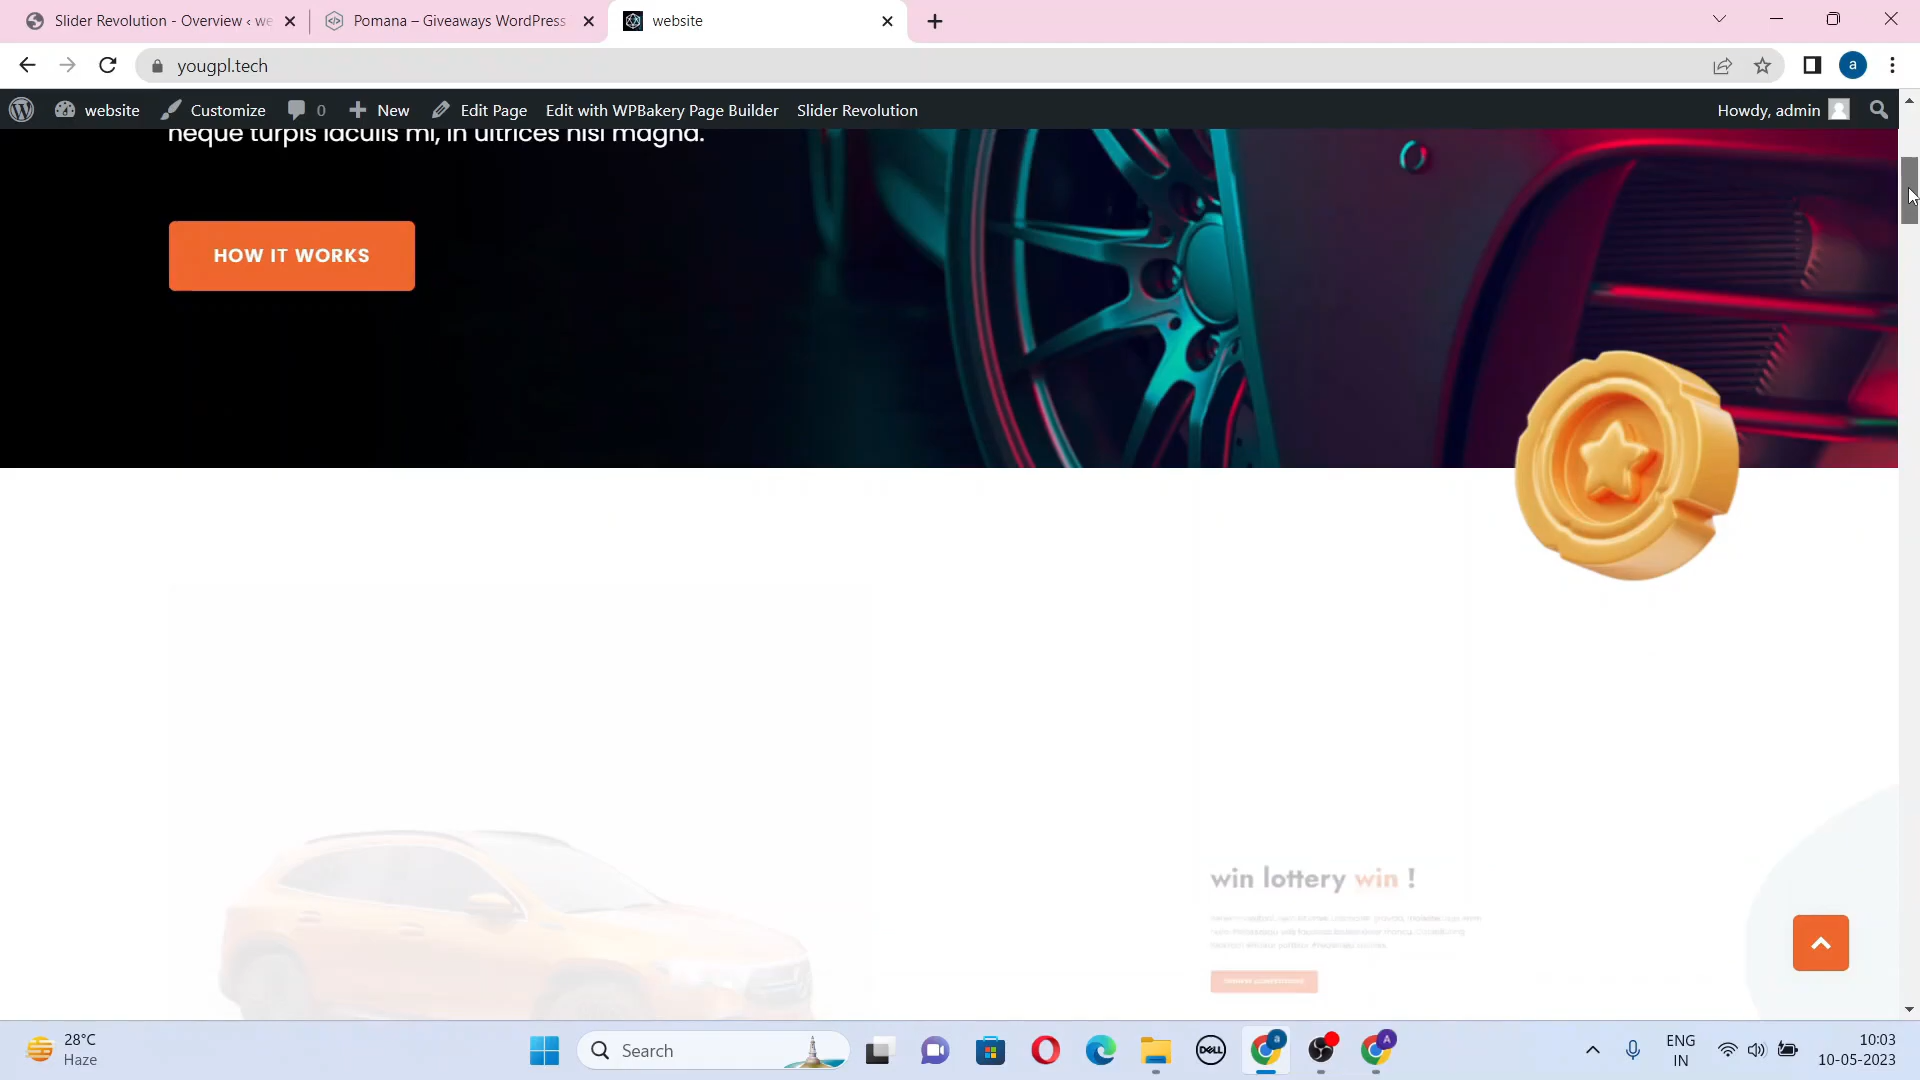 Slider Revolution - Overview ‹ we
Pomana – Giveaways WordPress
website
yougpl.tech
a
website
Customize
0
New
Edit Page
Edit with WPBakery Page Builder
Slider Revolution
Howdy, admin
neque turpis iaculis mi, in ultrices nisi magna.
HOW IT WORKS
win lottery win !
28°C
Haze
Search
DELL
a
A
ENG
IN
10:03
10-05-2023